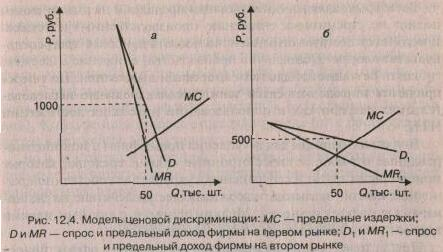 P, руб.
а
1000
MC
D
MR
50
Q, тыс. шт.
P, руб.
б
500
MC
D₁
MR₁
50
Q, тыс. шт.
Рис. 12.4. Модель ценовой дискриминации: MC — предельные издержки;
D и MR — спрос и предельный доход фирмы на первом рынке; D₁ и MR₁ — спрос
и предельный доход фирмы на втором рынке